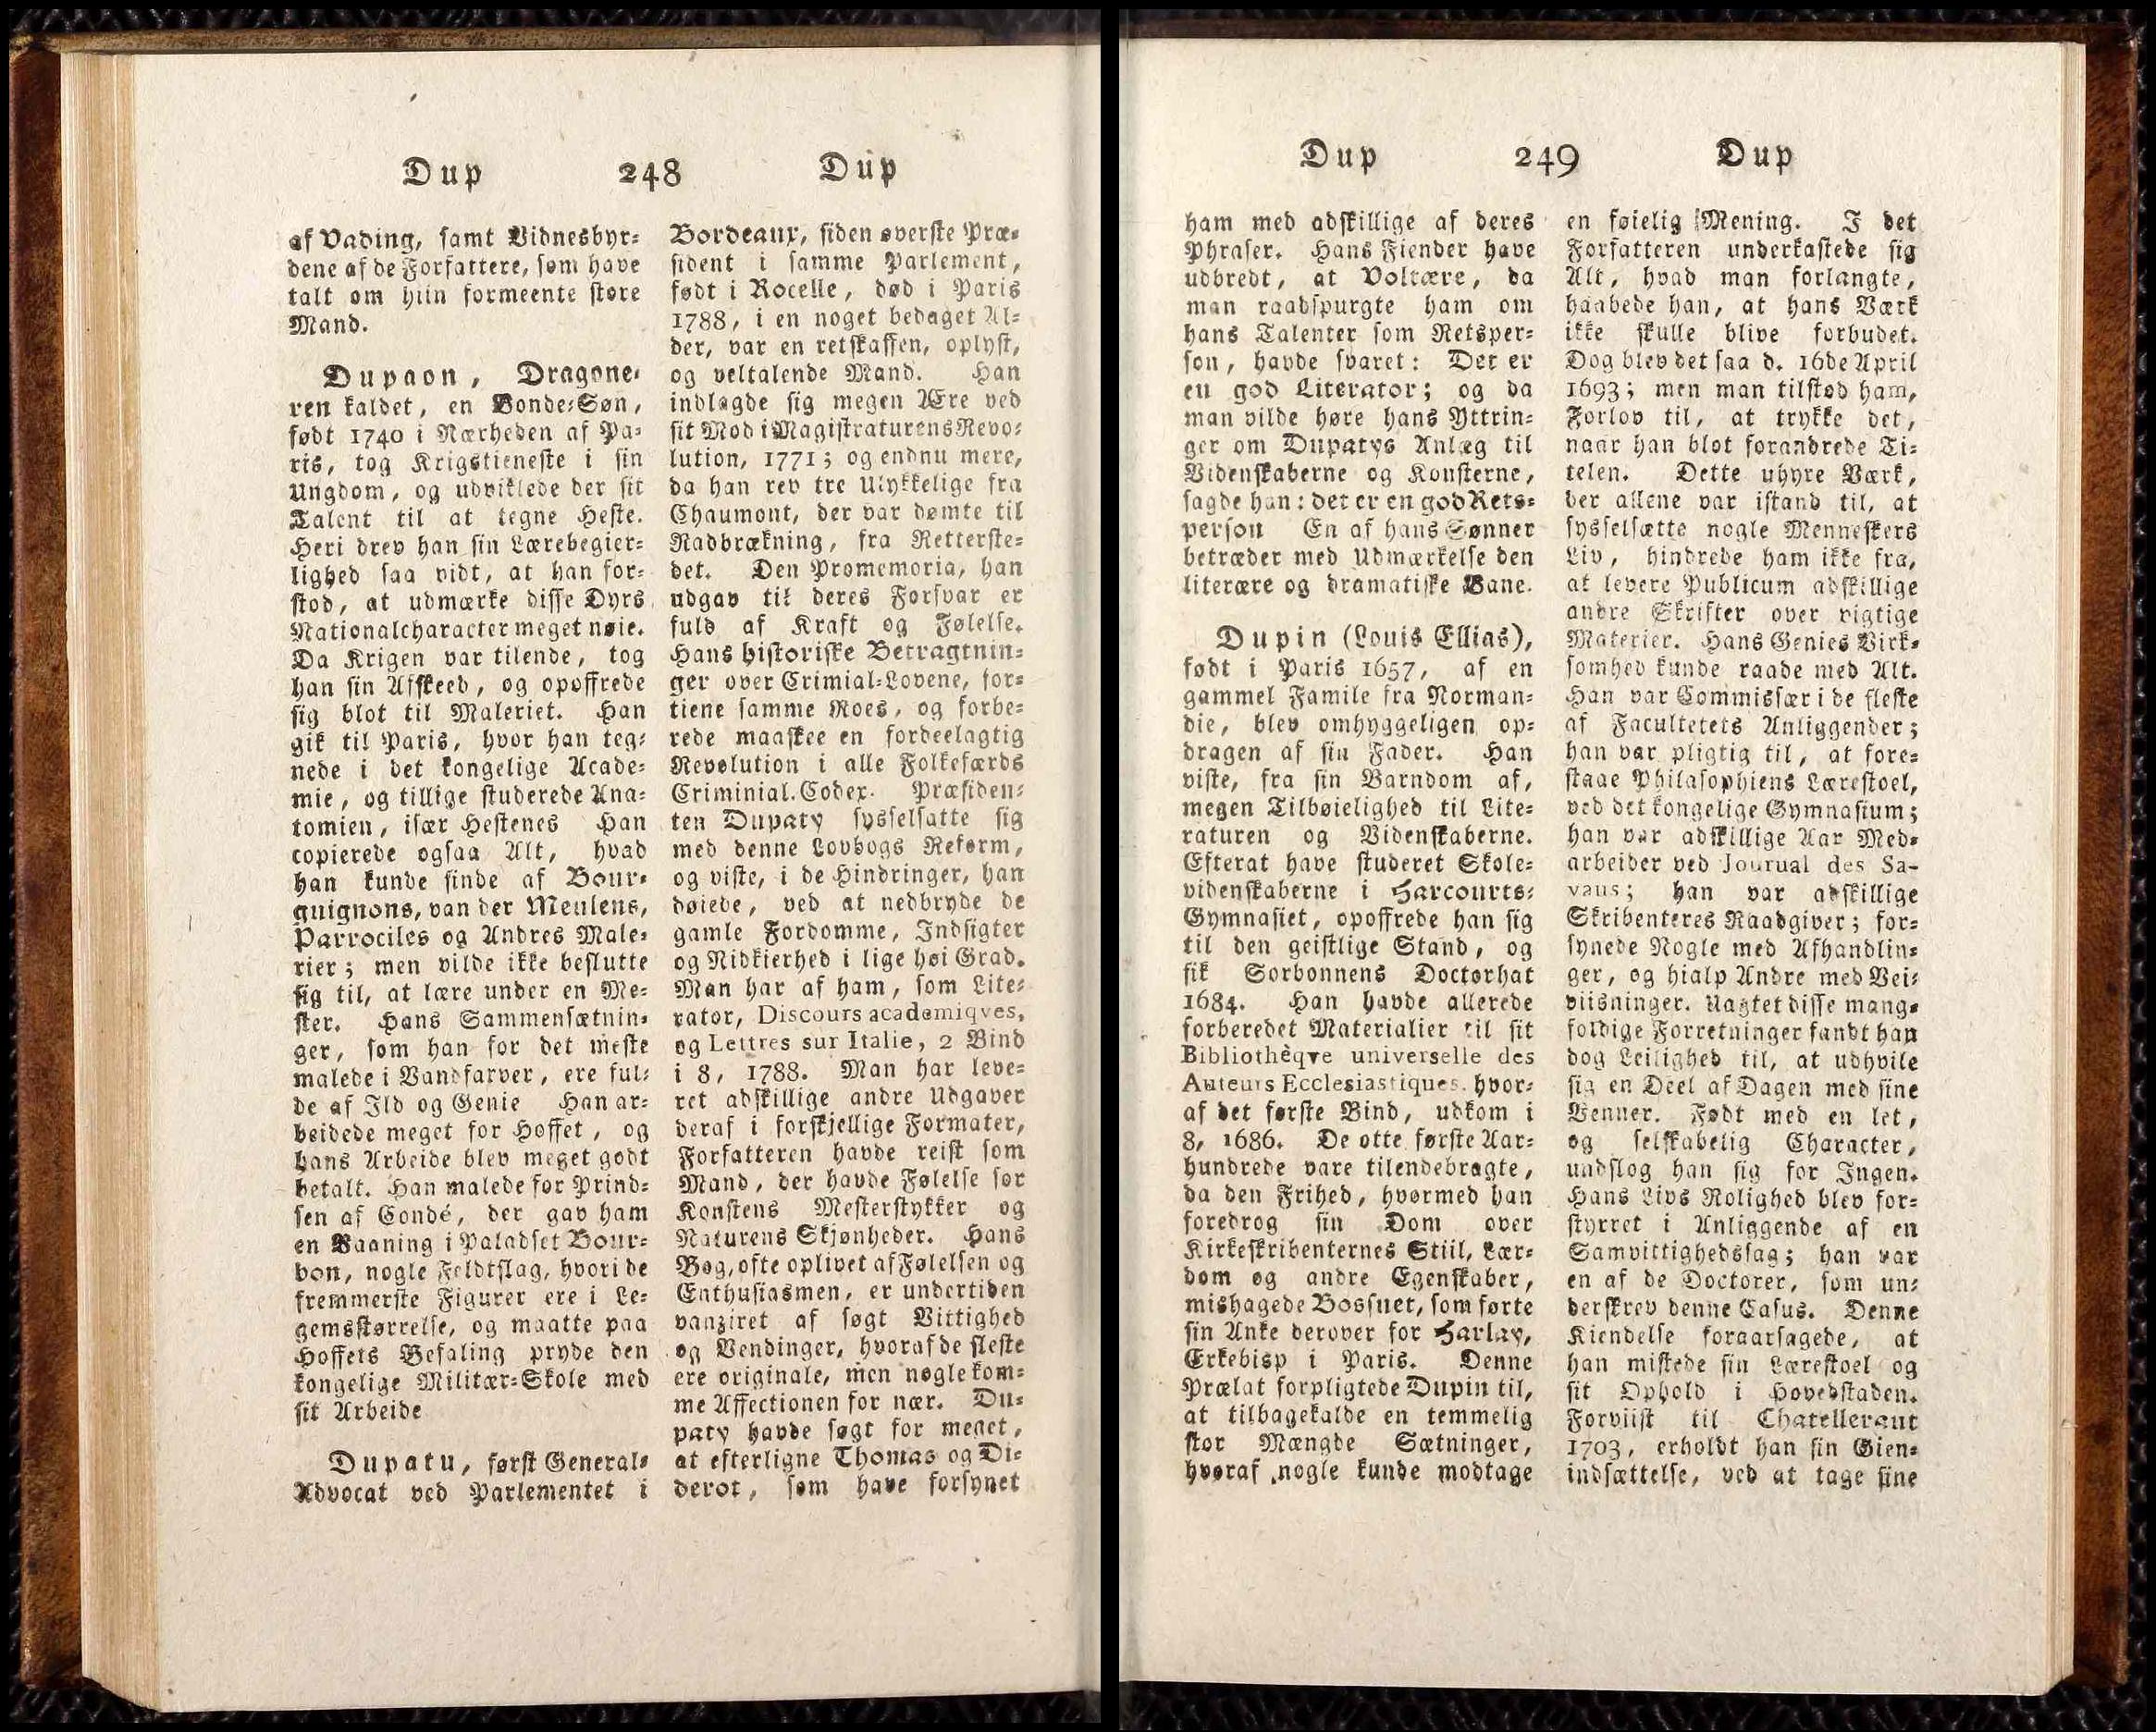 Dup 248 Dup
af Vading, samt Vidnesbyr=
dene af de Forfattere, som have
talt om hiin formeente store
Mand.
Dupaon, Dragone=
ren kaldet, en Bonde=Søn,
født 1740 i Nærheden af Pa=
ris, tog Krigstieneste i sin
Ungdom, og udviklede der sit
Talent til at tegne Heste.
Heri drev han sin Lærebegier=
lighed saa vidt, at han for=
stod, at udmærke disse Dyrs
Nationalcharacter meget nøie.
Da Krigen var tilende, tog
han sin Afskeed, og opoffrede
sig blot til Maleriet. Han
gik til Paris, hvor han teg=
nede i det kongelige Acade=
mie, og tillige studerede Ana=
tomien, især Hestenes Han
copierede ogsaa Alt, hvad
han kunde finde af Bour=
guignons, van der Meulens,
Parrociles og Andres Male=
rier; men vilde ikke beslutte
sig til, at lære under en Me=
ster. Hans Sammensætnin=
ger, som han for det meste
malede i Vandfarver, ere ful=
de af Ild og Genie Han ar=
beidede meget for Hoffet, og
hans Arbeide blev meget godt
betalt. Han malede for Prind=
sen af Condé, der gav ham
en Vaaning i Paladset Bour=
bon, nogle Feldtslag, hvori de
fremmerste Figurer ere i Le=
gemsstørrelse, og maatte paa
Hoffets Befaling pryde den
kongelige Militær=Skole med
sit Arbeide
Dupatu, først General=
Advocat ved Parlementet i
Bordeaux, siden øverste Præ=
sident i samme Parlement,
født i Rocelle, død i Paris
1788, i en noget bedaget Al=
der, var en retskaffen, oplyst,
og veltalende Mand. Han
indlagde sig megen Ære ved
sit Mod i Magistraturens Revo=
lution, 1771; og endnu mere,
da han rev tre Ulykkelige fra
Chaumont, der var dømte til
Radbrækning, fra Retterste=
det. Den Promemoria, han
udgav til deres Forsvar er
fuld af Kraft og Følelse.
Hans historiske Betragtnin=
ger over Crimial=Lovene, for=
tiene samme Roes, og forbe=
rede maaskee en fordeelagtig
Revolution i alle Folkefærds
Criminial.Codex. Præsiden=
ten Dupaty sysselsatte sig
med denne Lovbogs Reform,
og viste, i de Hindringer, han
døiede, ved at nedbryde de
gamle Fordomme, Indsigter
og Nidkierhed i lige høi Grad.
Man har af ham, som Lite=
rator, Discours academiqves,
og Lettres sur Italie, 2 Bind
i 8, 1788. Man har leve=
ret adskillige andre Udgaver
deraf i forskjellige Formater,
Forfatteren havde reist som
Mand, der havde Følelse for
Konstens Mesterstykker og
Naturens Skjønheder. Hans
Bog, ofte oplivet af Følelsen og
Enthusiasmen, er undertiden
vanziret af søgt Vittighed
og Vendinger, hvoraf de fleste
ere originale, men nogle kom=
me Affectionen for nær. Du=
paty havde søgt for meget,
at efterligne Thomas og Di=
derot, som have forsynet
Dup 249 Dup
ham med adskillige af deres
Phraser. Hans Fiender have
udbredt, at Voltære, da
man raadspurgte ham om
hans Talenter som Retsper=
son, havde svaret: Det er
en god Literator; og da
man vilde høre hans Yttrin=
ger om Dupatys Anlæg til
Videnskaberne og Konsterne,
sagde han: det er en god Rets=
person En af hans Sønner
betræder med Udmærkelse den
literære og dramatiske Bane.
Dupin (Louis Ellias),
født i Paris 1657, af en
gammel Famile fra Norman=
die, blev omhyggeligen op=
dragen af sin Fader. Han
viste, fra sin Barndom af,
megen Tilbøielighed til Lite=
raturen og Videnskaberne.
Efterat have studeret Skole=
videnskaberne i Harcourts=
Gymnasiet, opoffrede han sig
til den geistlige Stand, og
fik Sorbonnens Doctorhat
1684. Han havde allerede
forberedet Materialier til sit
Bibliothèqve universelle des
Auteurs Ecclesiastiques. hvor=
af det første Bind, udkom i
8, 1686. De otte første Aar=
hundrede vare tilendebragte,
da den Frihed, hvormed han
foredrog sin Dom over
Kirkeskribenternes Stiil, Lær=
dom og andre Egenskaber,
mishagede Bossuet, som førte
sin Anke derover for Harlay,
Erkebisp i Paris. Denne
Prælat forpligtede Dupin til,
at tilbagekalde en temmelig
stor Mængde Sætninger,
hvoraf nogle kunde modtage
en føielig Mening. I det
Forfatteren underkastede sig
Alt, hvad man forlangte,
haabede han, at hans Værk
ikke skulle blive forbudet.
Dog blev det saa d. 16de April
1693; men man tilstod ham,
Forlov til, at trykke det,
naar han blot forandrede Ti=
telen. Dette uhyre Værk,
der allene var istand til, at
sysselsætte nogle Menneskers
Liv, hindrede ham ikke fra,
at levere Publicum adskillige
andre Skrifter over vigtige
Materier. Hans Genies Virk=
somhed kunde raade med Alt.
Han var Commissær i de fleste
af Facultetets Anliggender;
han var pligtig til, at fore=
staae Philasophiens Lærestoel,
ved det kongelige Gymnasium;
han var adskillige Aar Med=
arbeider ved Jourual des Sa-
vans; han var adskillige
Skribenteres Raadgiver; for=
synede Nogle med Afhandlin=
ger, og hialp Andre med Vei=
viisninger. Uagtet disse mang=
foldige Forretninger fandt han
dog Leilighed til, at udhvile
sig en Deel af Dagen med sine
Venner. Født med en let,
og selskabelig Character,
undslog han sig for Ingen.
Hans Livs Rolighed blev for=
styrret i Anliggende af en
Samvittighedssag; han var
en af de Doctorer, som un=
derskrev denne Casus. Denne
Kiendelse foraarsagede, at
han mistede sin Lærestoel og
sit Ophold i Hovedstaden.
Forviist til Chatelleraut
1703, erholdt han sin Gien=
indsættelse, ved at tage sine